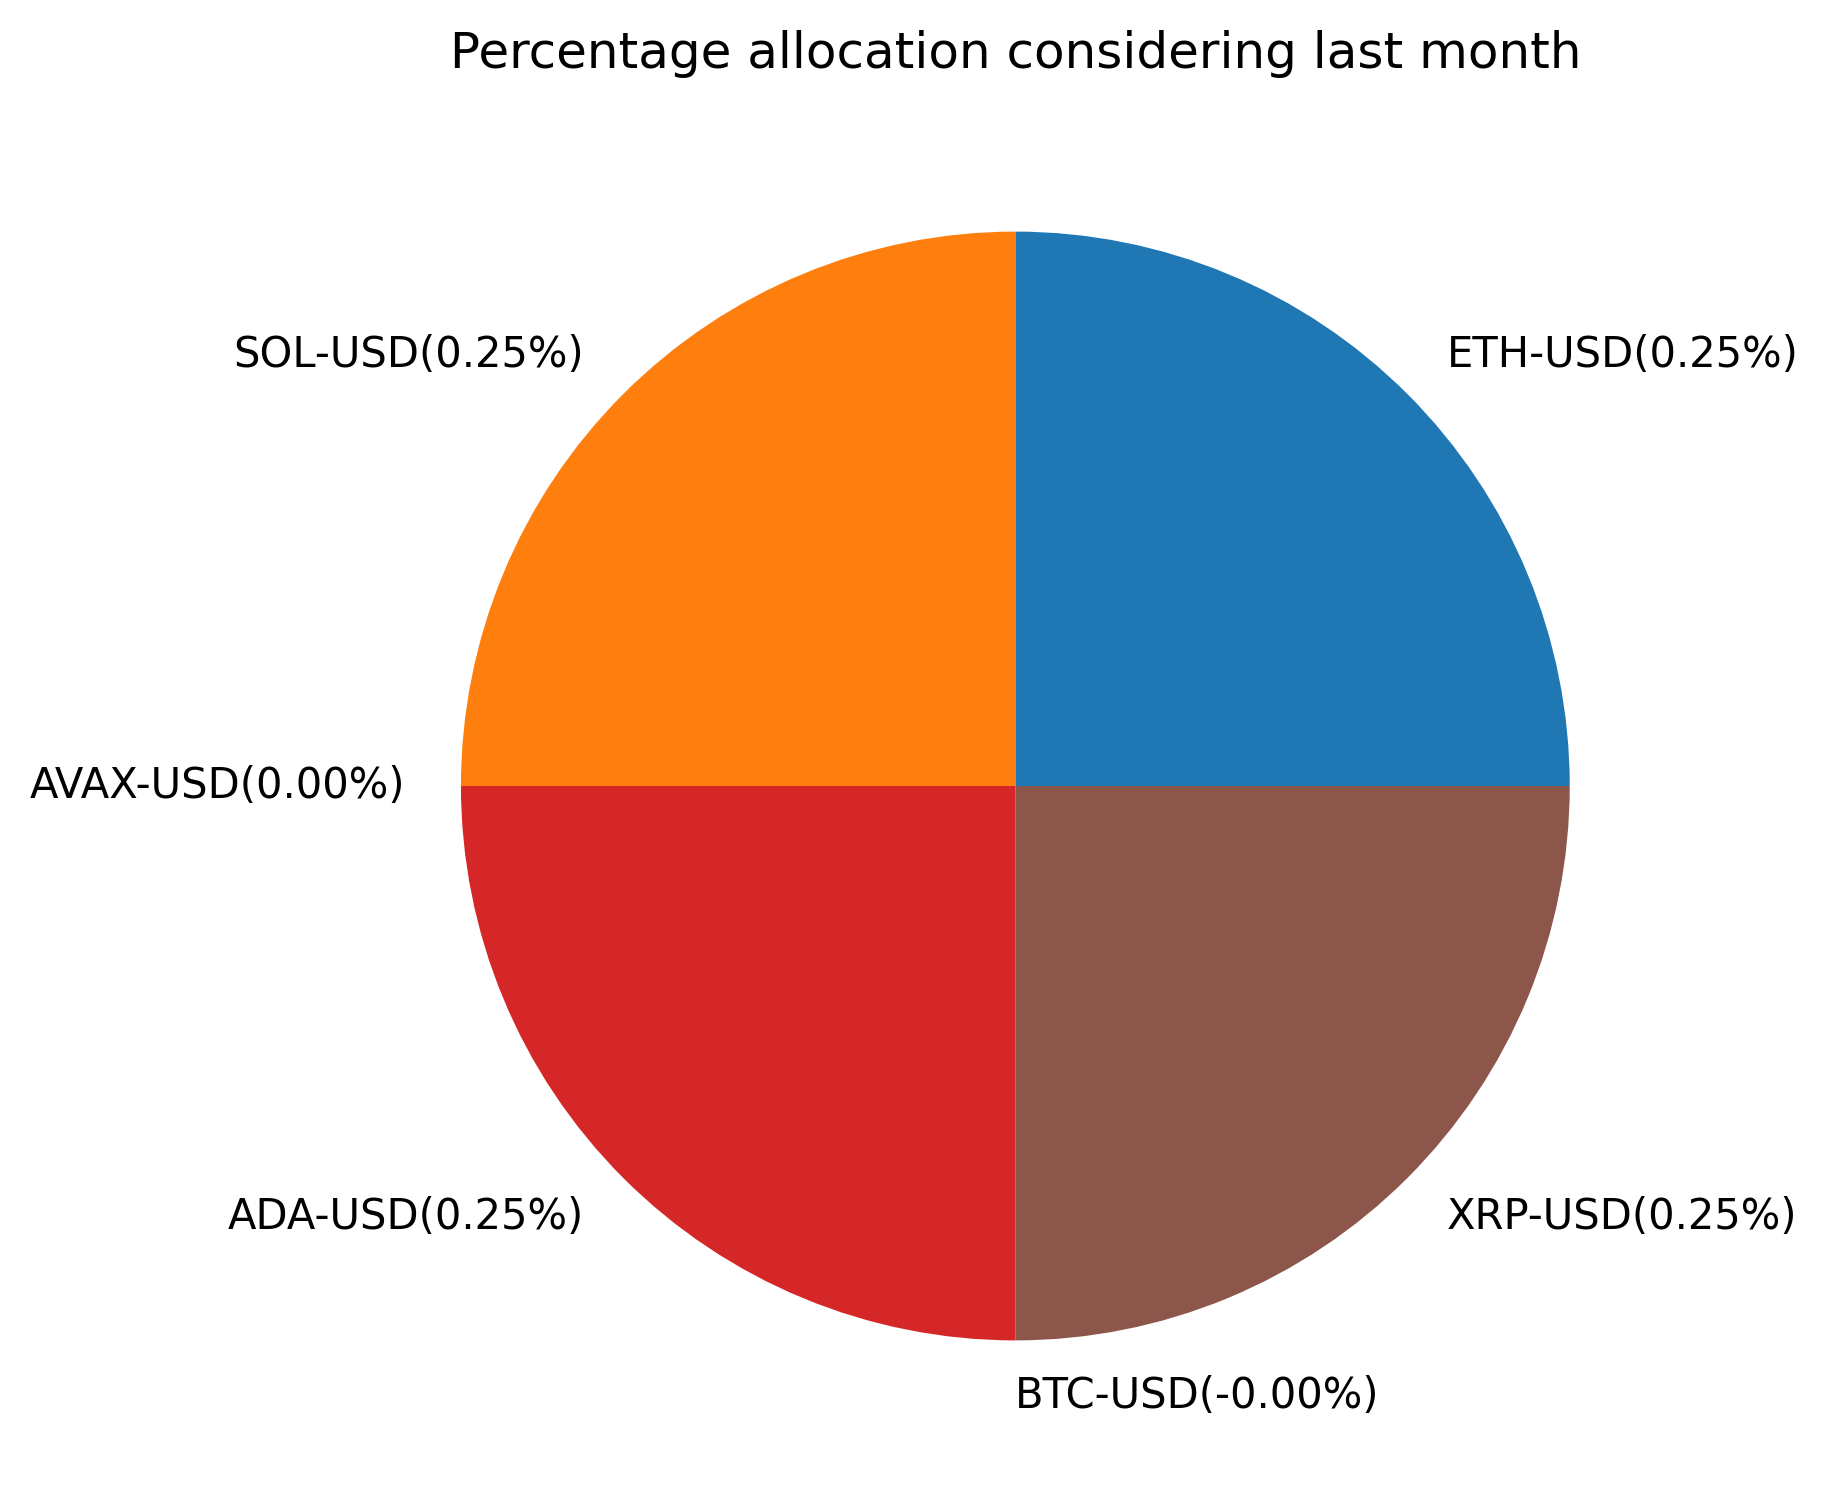 Percentage allocation considering last month
SOL-USD(0.25%)
ETH-USD(0.25%)
AVAX-USD(0.00%)
ADA-USD(0.25%)
XRP-USD(0.25%)
BTC-USD(-0.00%)